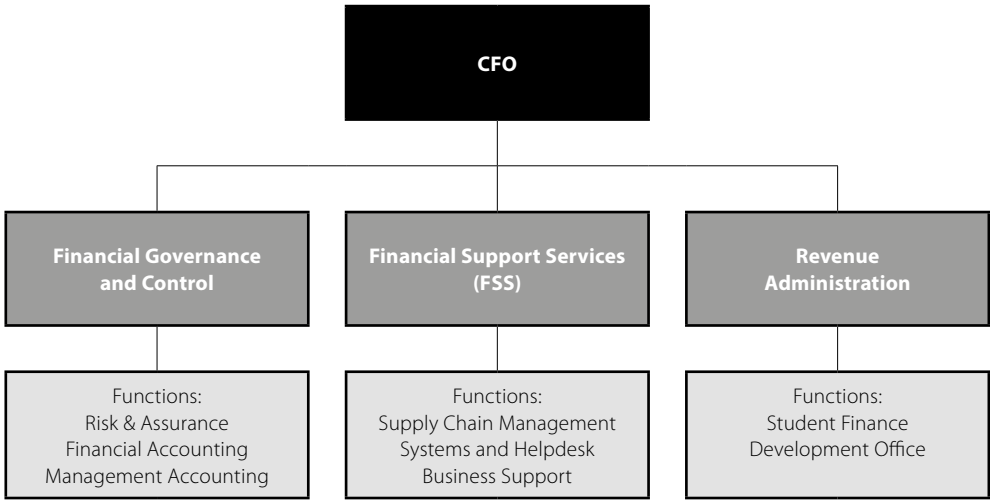 CFO
Financial Governance
and Control
Financial Support Services
(FSS)
Revenue
Administration
Functions:
Risk & Assurance
Financial Accounting
Management Accounting
Functions:
Supply Chain Management
Systems and Helpdesk
Business Support
Functions:
Student Finance
Development Office